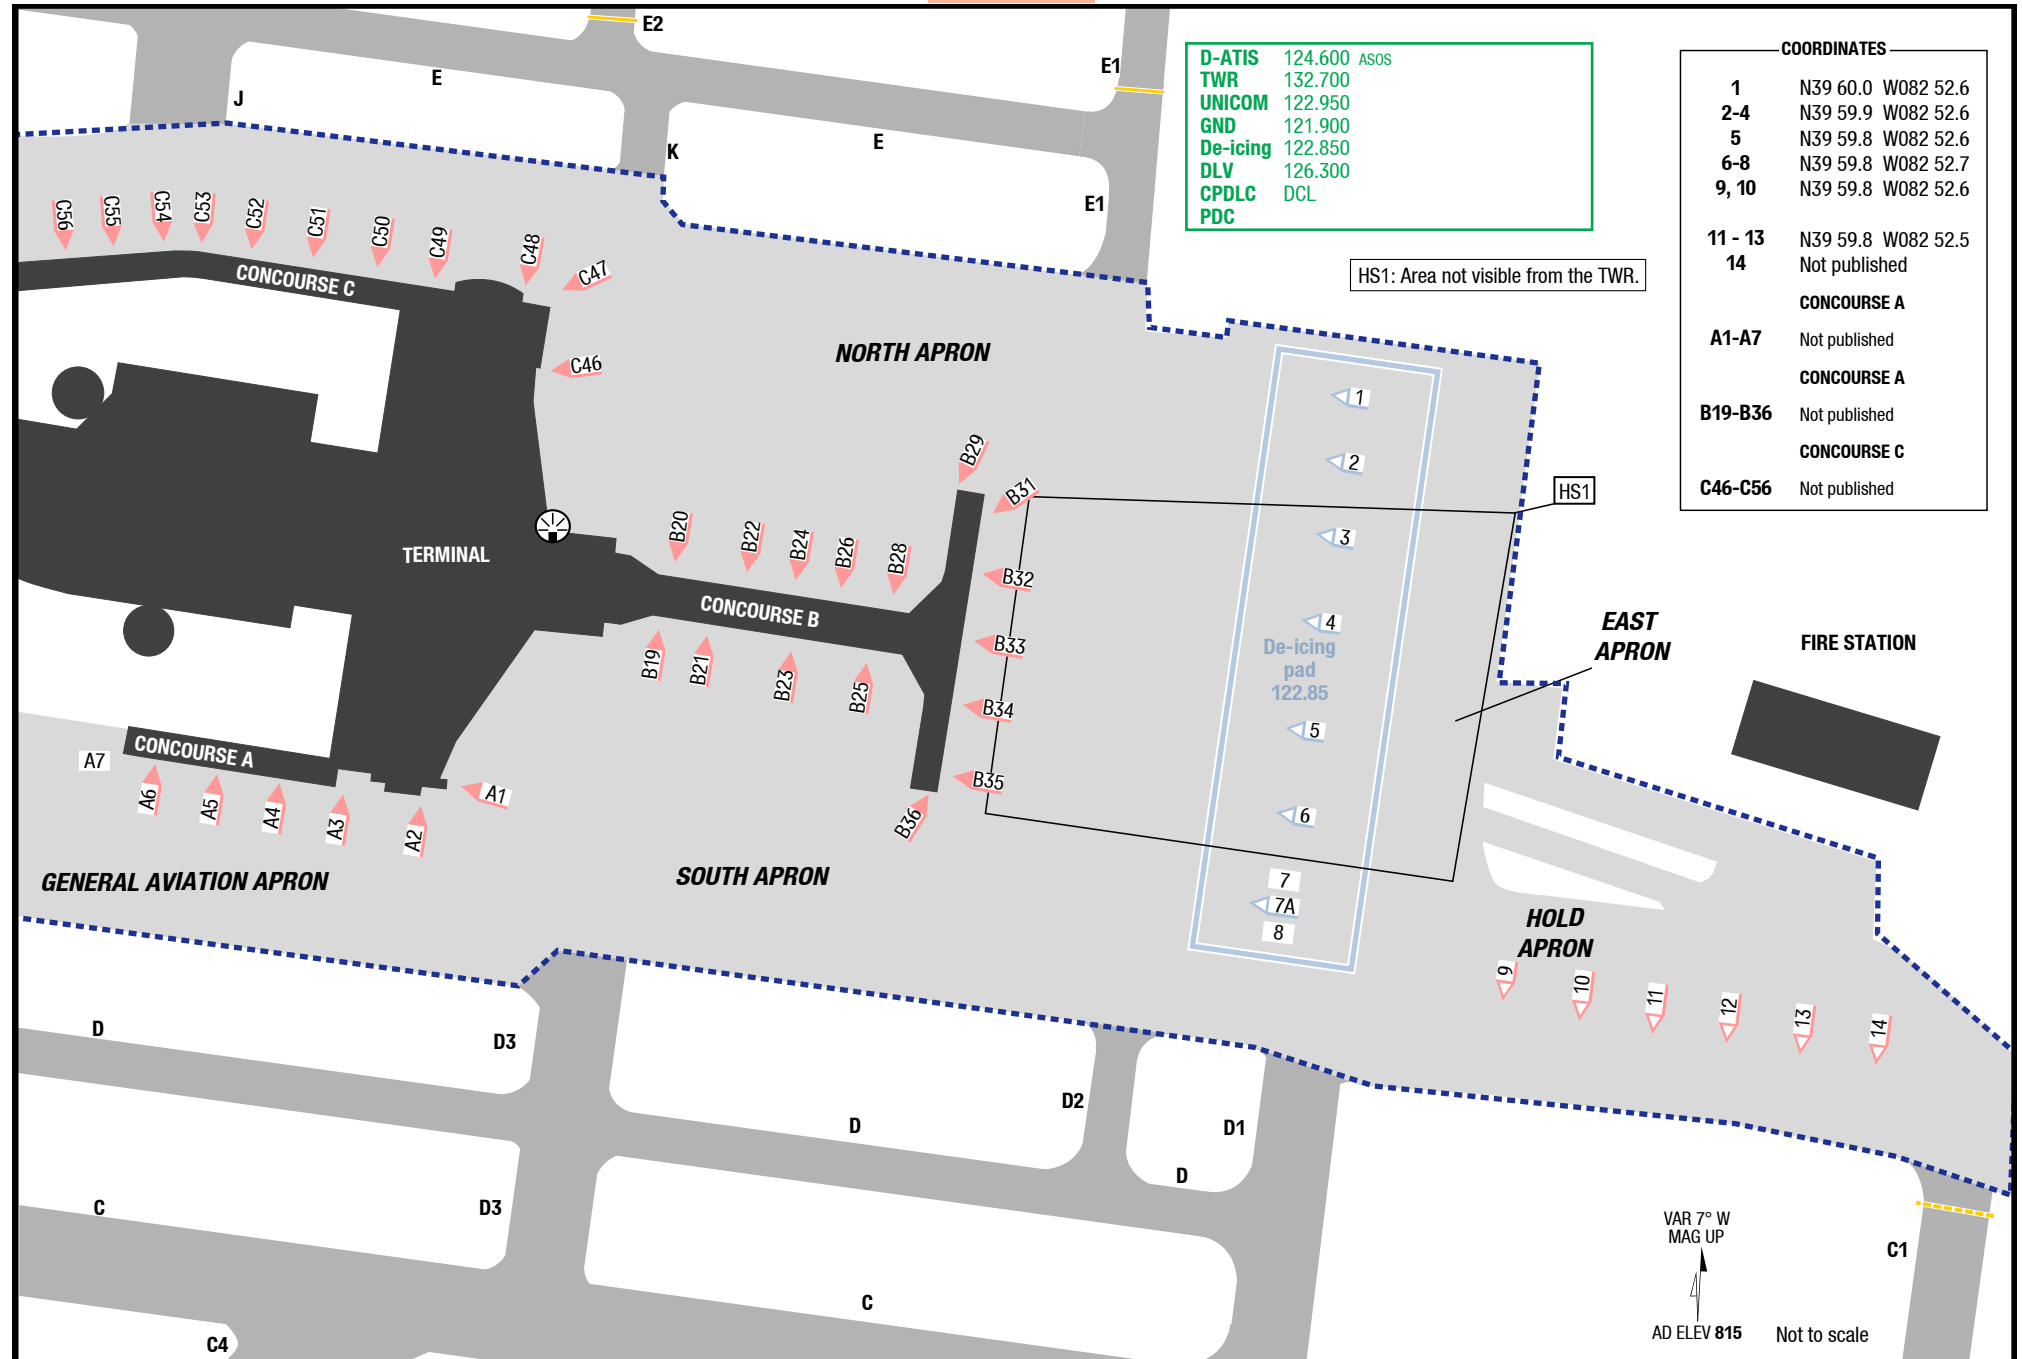 E2
E
E1
J
E
K
E1
D-ATIS 124.600 ASOS
TWR 132.700
UNICOM 122.950
GND 121.900
De-icing 122.850
DLV 126.300
CPDLC DCL
PDC
COORDINATES
1 N39 60.0 W082 52.6
2-4 N39 59.9 W082 52.6
5 N39 59.8 W082 52.6
6-8 N39 59.8 W082 52.7
9, 10 N39 59.8 W082 52.6
11 - 13 N39 59.8 W082 52.5
14 Not published
CONCOURSE A
A1-A7 Not published
CONCOURSE A
B19-B36 Not published
CONCOURSE C
C46-C56 Not published
HS1: Area not visible from the TWR.
C56
C55
C54
C53
C52
C51
C50
C49
C48
C47
C46
CONCOURSE C
NORTH APRON
1
2
3
4
De-icing
pad
122.85
5
6
7
7A
8
HS1
B29
B31
B20
B22
B24
B26
B28
B32
TERMINAL
CONCOURSE B
B33
B19
B21
B23
B25
B34
B35
B36
EAST
APRON
FIRE STATION
A7
CONCOURSE A
A6
A5
A4
A3
A2
A1
GENERAL AVIATION APRON
SOUTH APRON
HOLD
APRON
9
10
11
12
13
14
D
D3
D2
D
D1
D
C
D3
C
C4
C1
VAR 7° W
MAG UP
AD ELEV 815
Not to scale